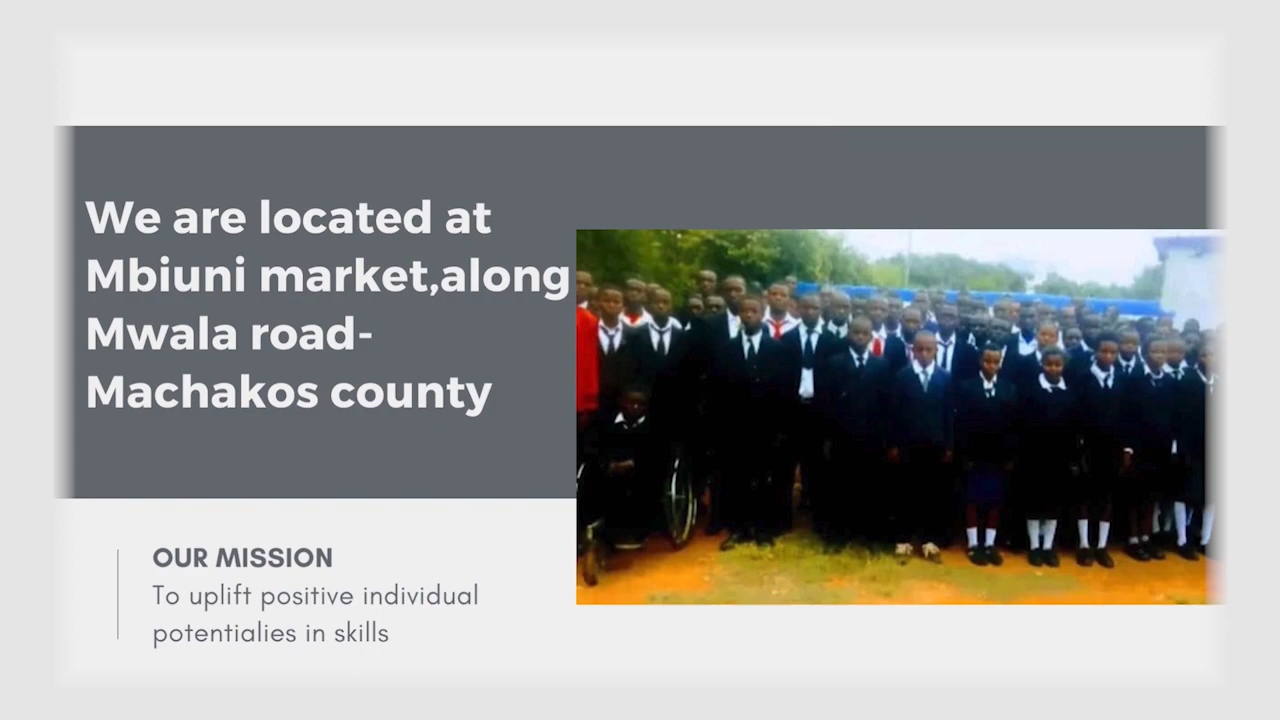 We are located at
Mbiuni market,along
Mwala road-
Machakos county
OUR MISSION
To uplift positive individual
potentialies in skills